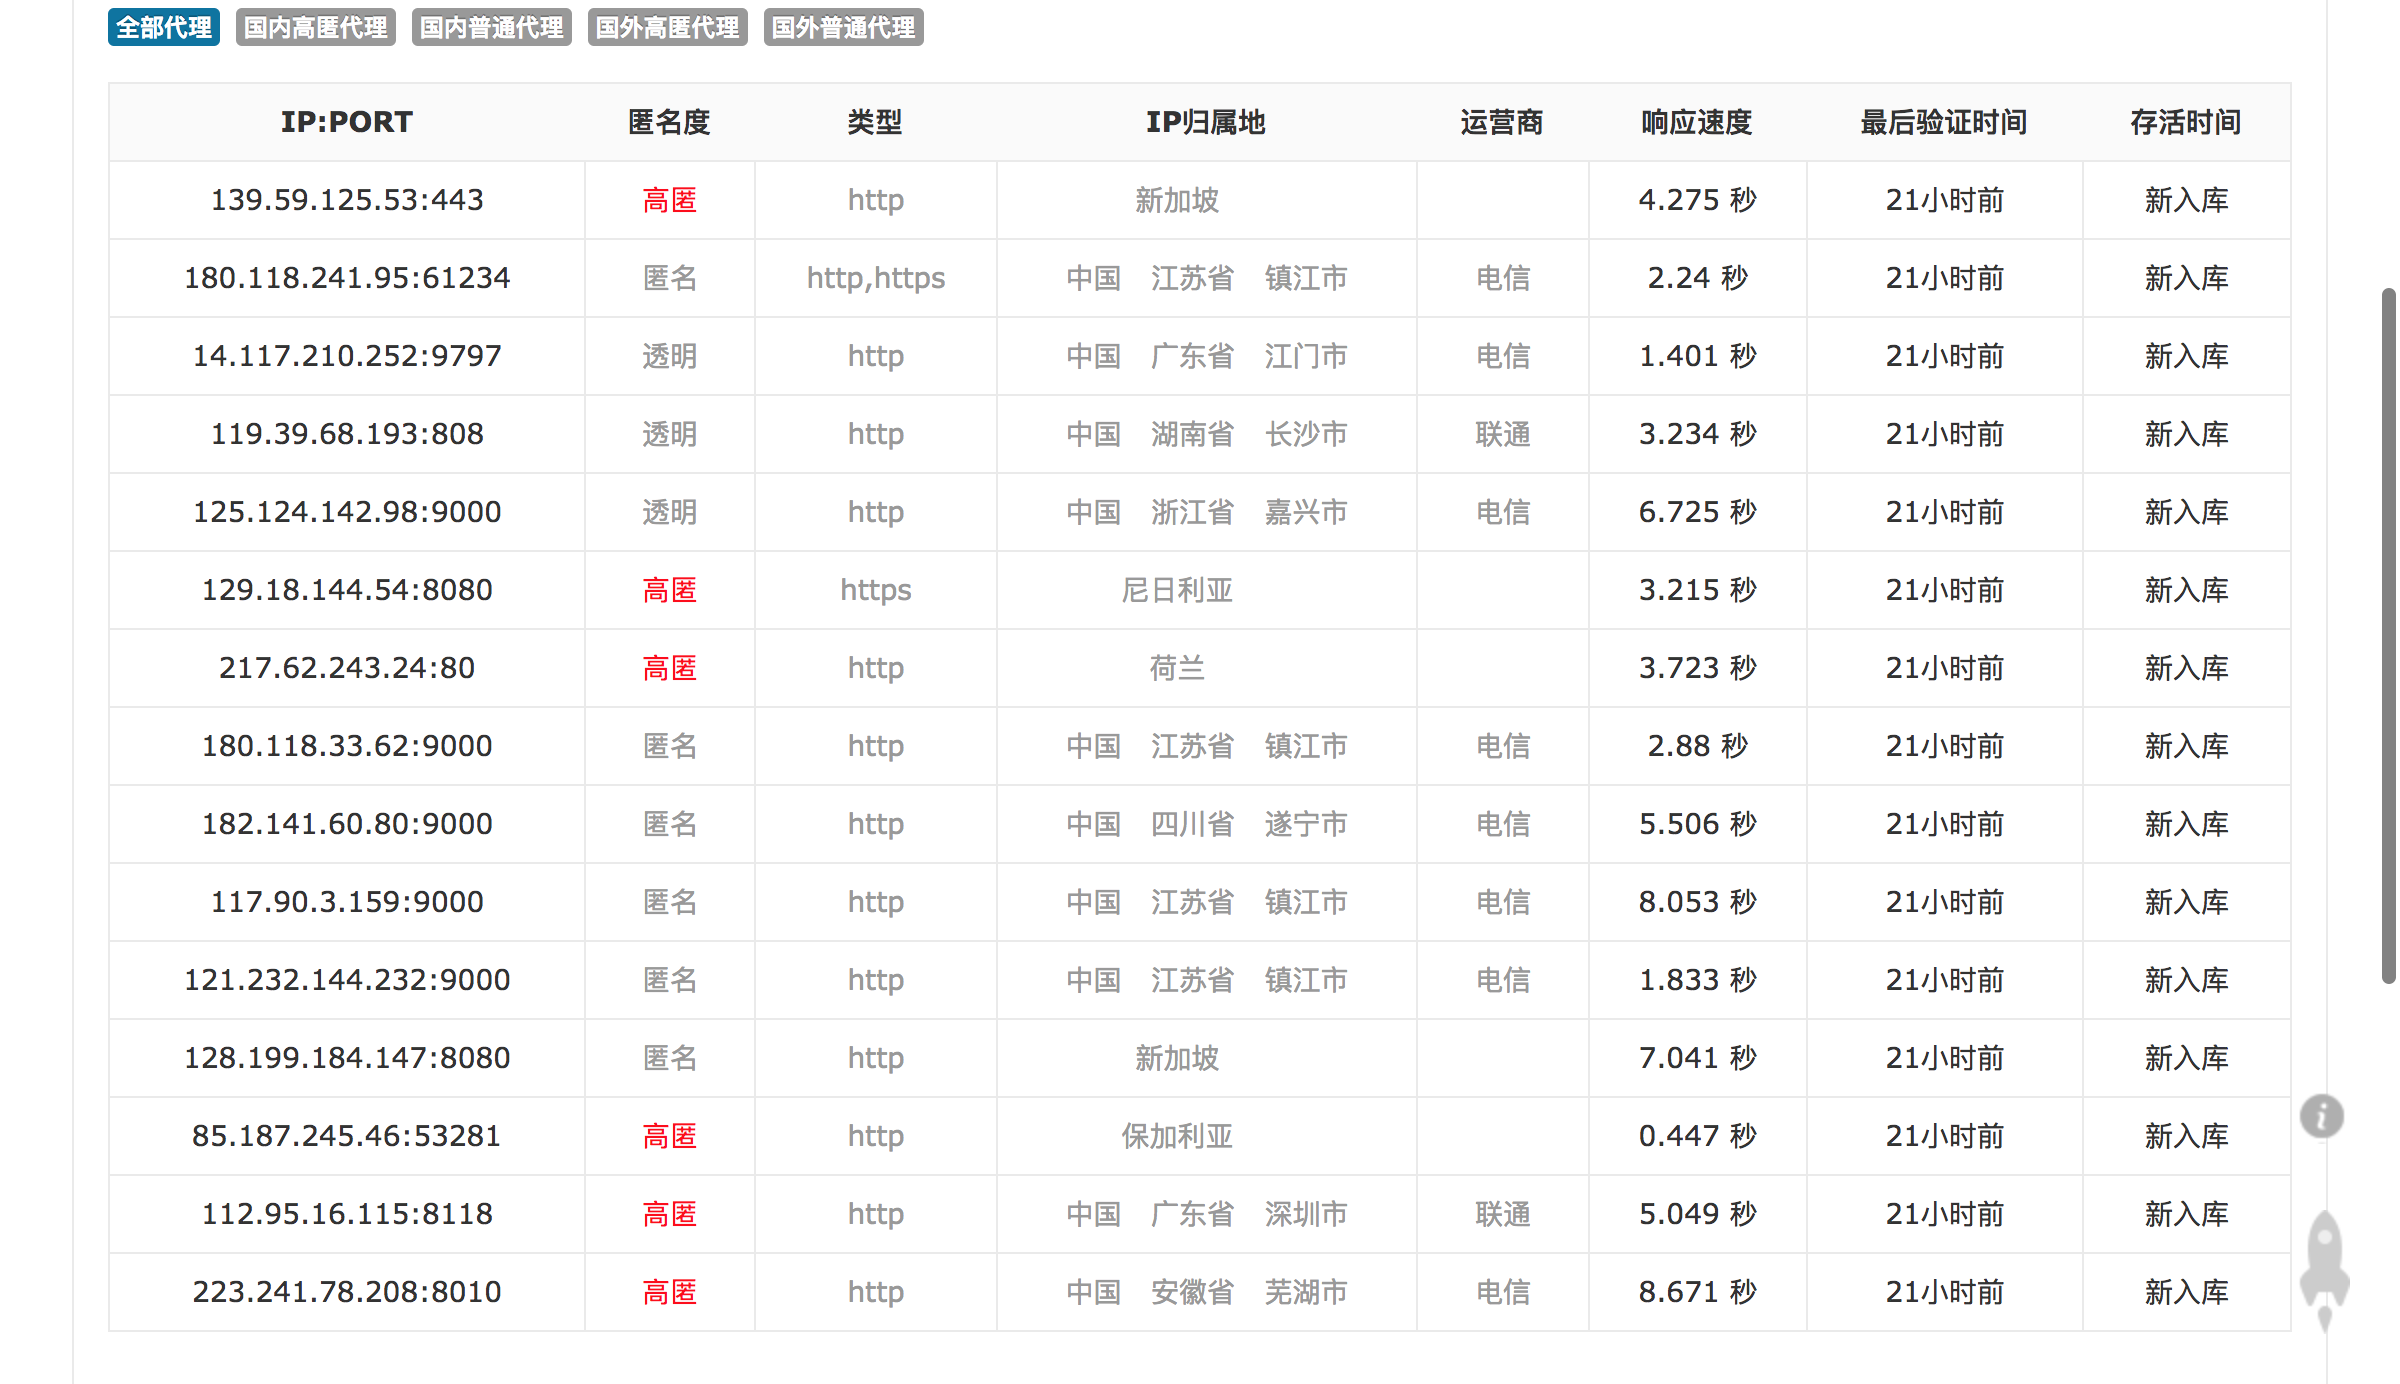 全部代理 国内高匿代理 国内普通代理 国外高匿代理 国外普通代理
IP:PORT 匿名度 类型 IP归属地 运营商 响应速度 最后验证时间 存活时间
139.59.125.53:443 高匿 http 新加坡 4.275 秒 21小时前 新入库
180.118.241.95:61234 匿名 http,https 中国 江苏省 镇江市 电信 2.24 秒 21小时前 新入库
14.117.210.252:9797 透明 http 中国 广东省 江门市 电信 1.401 秒 21小时前 新入库
119.39.68.193:808 透明 http 中国 湖南省 长沙市 联通 3.234 秒 21小时前 新入库
125.124.142.98:9000 透明 http 中国 浙江省 嘉兴市 电信 6.725 秒 21小时前 新入库
129.18.144.54:8080 高匿 https 尼日利亚 3.215 秒 21小时前 新入库
217.62.243.24:80 高匿 http 荷兰 3.723 秒 21小时前 新入库
180.118.33.62:9000 匿名 http 中国 江苏省 镇江市 电信 2.88 秒 21小时前 新入库
182.141.60.80:9000 匿名 http 中国 四川省 遂宁市 电信 5.506 秒 21小时前 新入库
117.90.3.159:9000 匿名 http 中国 江苏省 镇江市 电信 8.053 秒 21小时前 新入库
121.232.144.232:9000 匿名 http 中国 江苏省 镇江市 电信 1.833 秒 21小时前 新入库
128.199.184.147:8080 匿名 http 新加坡 7.041 秒 21小时前 新入库
85.187.245.46:53281 高匿 http 保加利亚 0.447 秒 21小时前 新入库
112.95.16.115:8118 高匿 http 中国 广东省 深圳市 联通 5.049 秒 21小时前 新入库
223.241.78.208:8010 高匿 http 中国 安徽省 芜湖市 电信 8.671 秒 21小时前 新入库